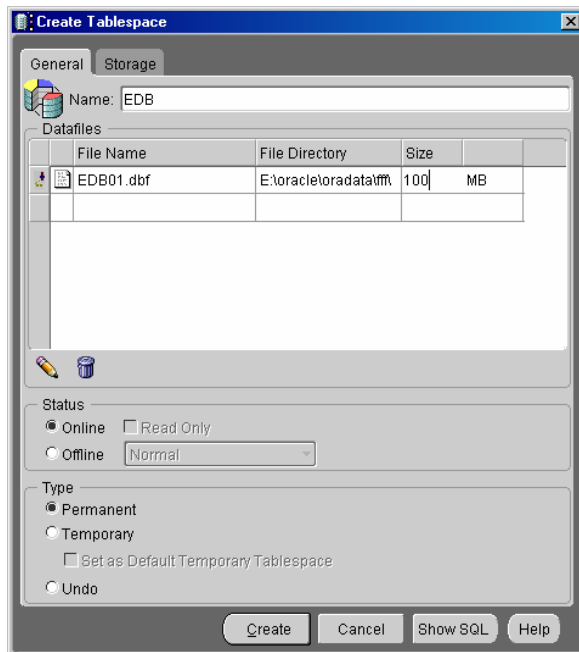 Create Tablespace
General Storage
Name: EDB
Datafiles
File Name File Directory Size
EDB01.dbf E:\oracle\oradata\fff\ 100 MB
Status
Online Read Only
Offline Normal
Type
Permanent
Temporary
Set as Default Temporary Tablespace
Undo
Create Cancel Show SQL Help